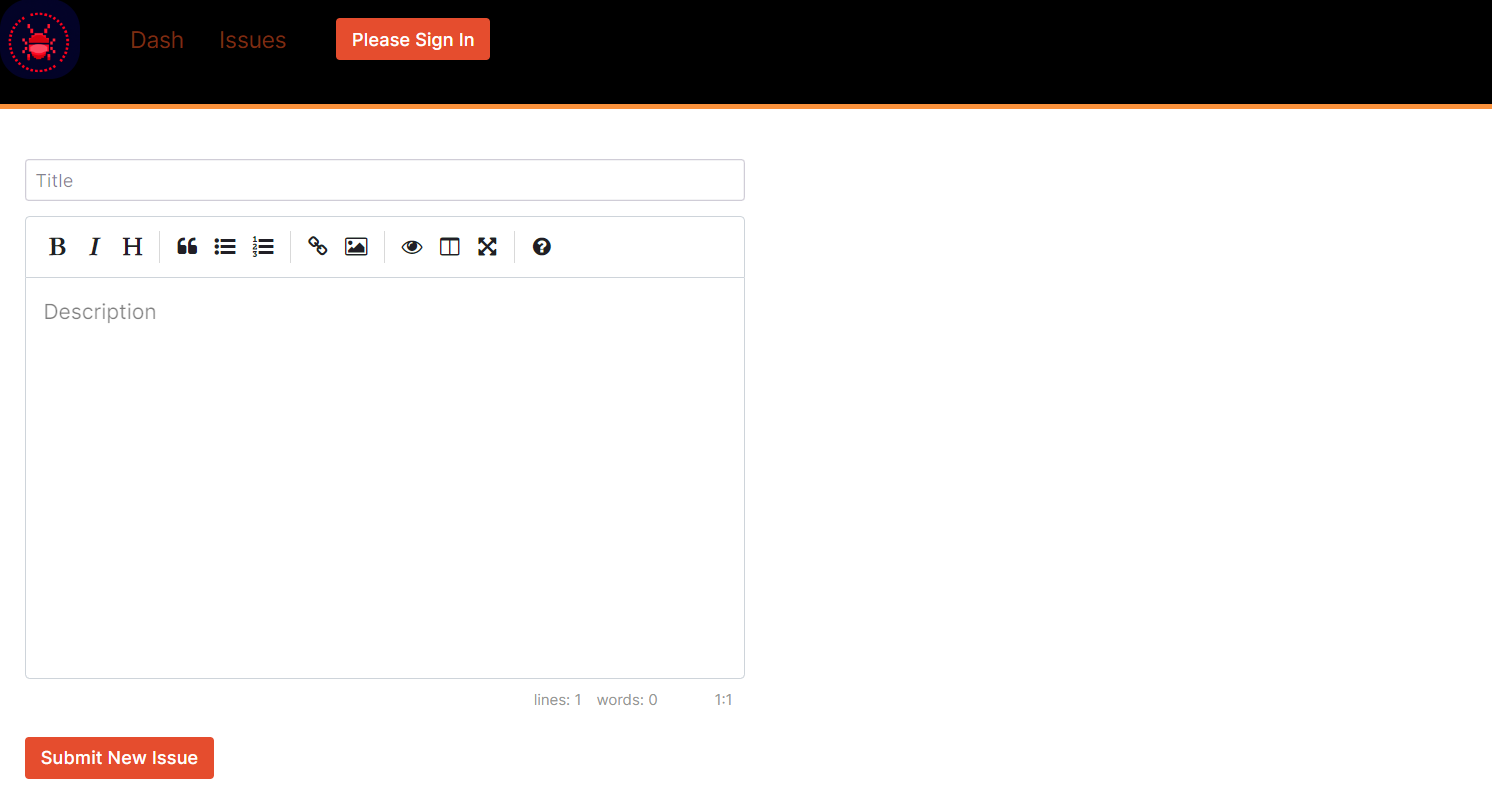 Dash Issues Please Sign In
Title
B I H
Description
lines: 1 words: 0 1:1
Submit New Issue